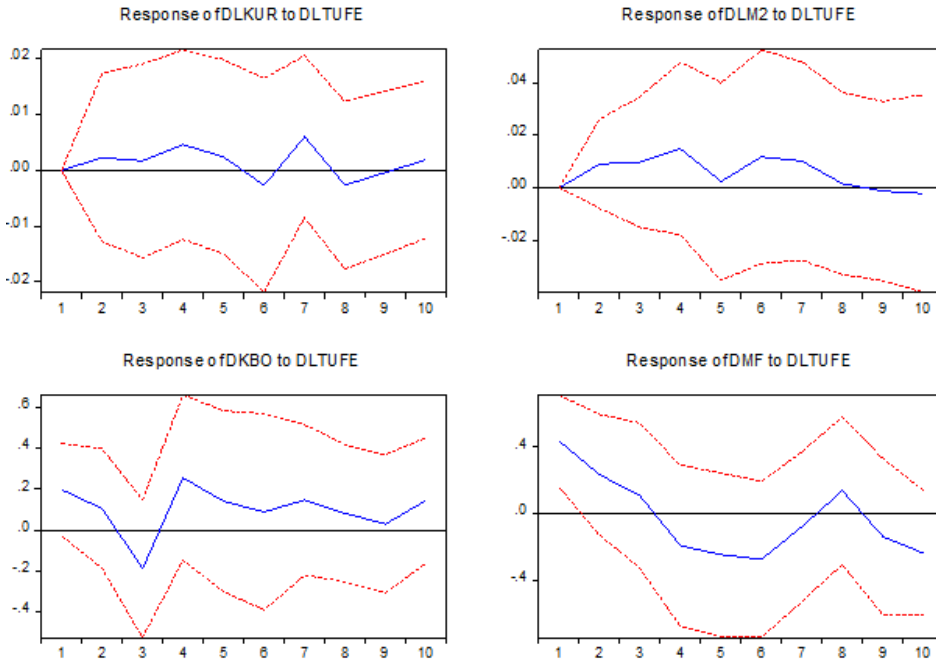 Response of DLKUR to DLTUFE
.02
.01
.00
-.01
-.02
1 2 3 4 5 6 7 8 9 10
Response of DLM2 to DLTUFE
.04
.02
.00
-.02
1 2 3 4 5 6 7 8 9 10
Response of DKBO to DLTUFE
.6
.4
.2
.0
-.2
-.4
1 2 3 4 5 6 7 8 9 10
Response of DMF to DLTUFE
.4
.0
-.4
1 2 3 4 5 6 7 8 9 10